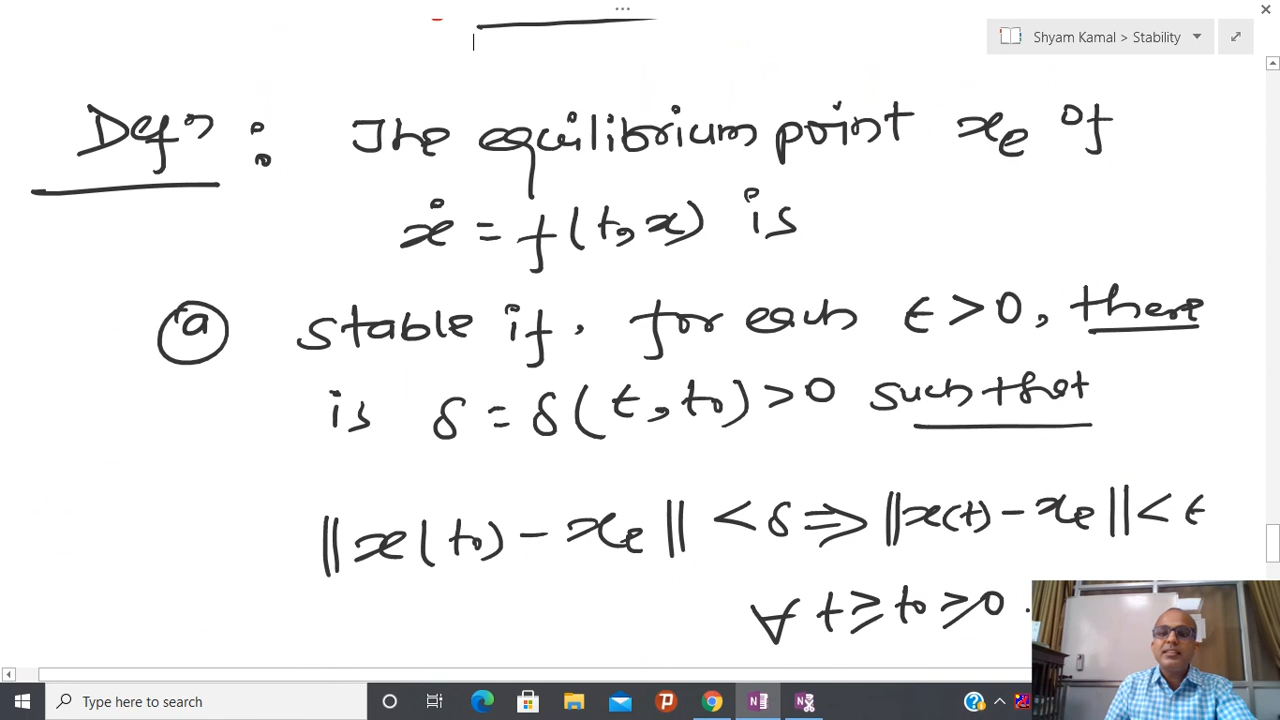 Shyam Kamal > Stability
Defn : The equilibrium point xₑ of
ẋ = f(t, x) is
(a) stable if, for each ϵ > 0, there
is δ = δ(ϵ, t₀) > 0 such that
||x(t₀) - xₑ|| < δ ⇒ ||x(t) - xₑ|| < ϵ
∀ t ≥ t₀ ≥ 0.
Type here to search